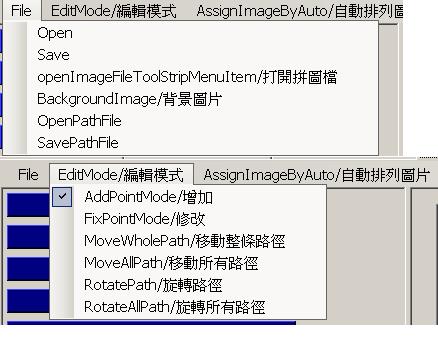 File EditMode/編輯模式 AssignImageByAuto/自動排列圖
Open
Save
openImageFileToolStripMenuItem/打開拼圖檔
BackgroundImage/背景圖片
OpenPathFile
SavePathFile
File EditMode/編輯模式 AssignImageByAuto/自動排列圖片
AddPointMode/增加
FixPointMode/修改
MoveWholePath/移動整條路徑
MoveAllPath/移動所有路徑
RotatePath/旋轉路徑
RotateAllPath/旋轉所有路徑